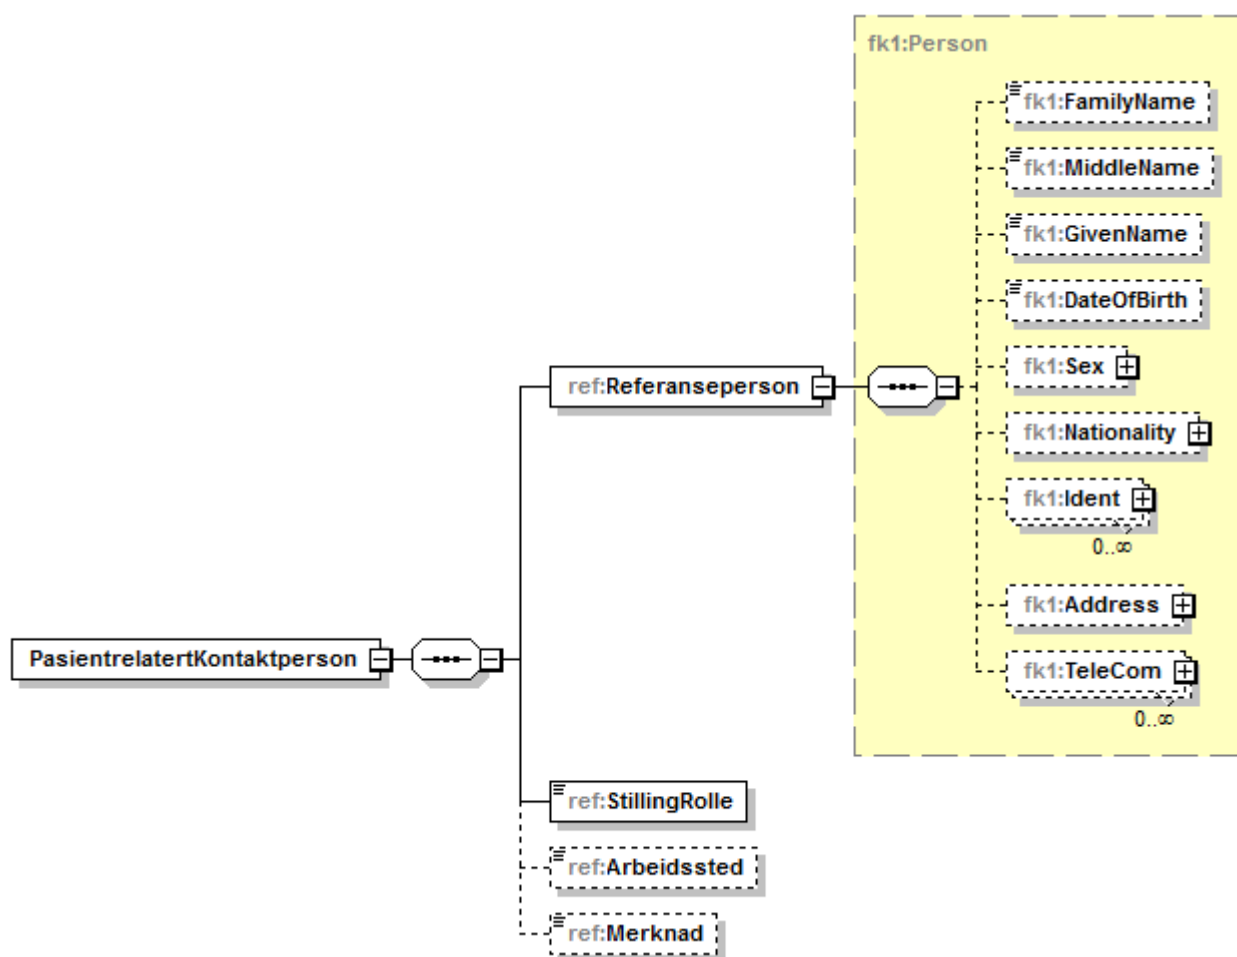 fk1:Person
fk1:FamilyName
fk1:MiddleName
fk1:GivenName
fk1:DateOfBirth
fk1:Sex
ref:Referanseperson
fk1:Nationality
fk1:Ident
0..∞
fk1:Address
PasientrelatertKontaktperson
fk1:TeleCom
0..∞
ref:StillingRolle
ref:Arbeidssted
ref:Merknad